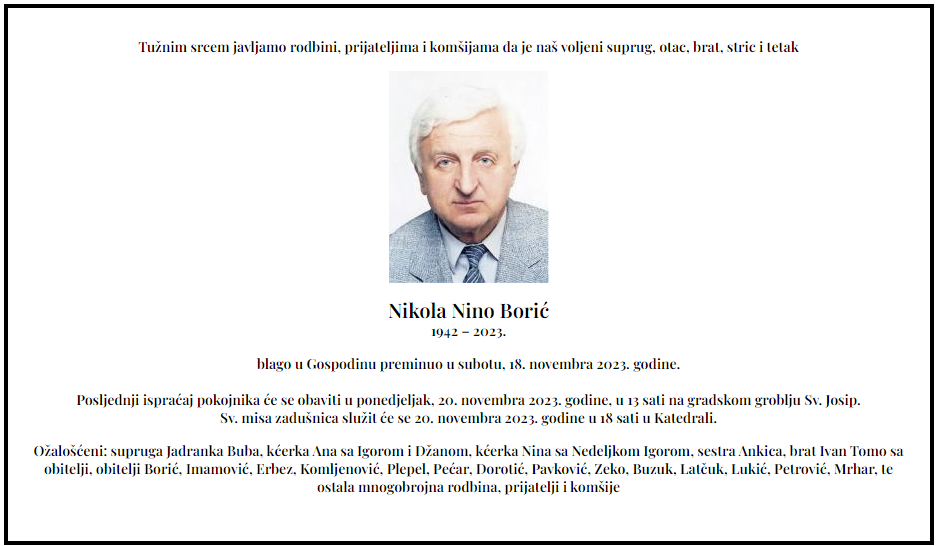 Tužnim srcem javljamo rodbini, prijateljima i komšijama da je naš voljeni suprug, otac, brat, stric i tetak
Nikola Nino Borić
1942 – 2023.
blago u Gospodinu preminuo u subotu, 18. novembra 2023. godine.
Posljednji ispraćaj pokojnika će se obaviti u ponedjeljak, 20. novembra 2023. godine, u 13 sati na gradskom groblju Sv. Josip.
Sv. misa zadušnica služit će se 20. novembra 2023. godine u 18 sati u Katedrali.
Ožalošćeni: supruga Jadranka Buba, kćerka Ana sa Igorom i Džanom, kćerka Nina sa Nedeljkom Igorom, sestra Ankica, brat Ivan Tomo sa
obitelji, obitelji Borić, Imamović, Erbez, Komljenović, Plepel, Pećar, Dorotić, Pavković, Zeko, Buzuk, Latčuk, Lukić, Petrović, Mrhar, te
ostala mnogobrojna rodbina, prijatelji i komšije